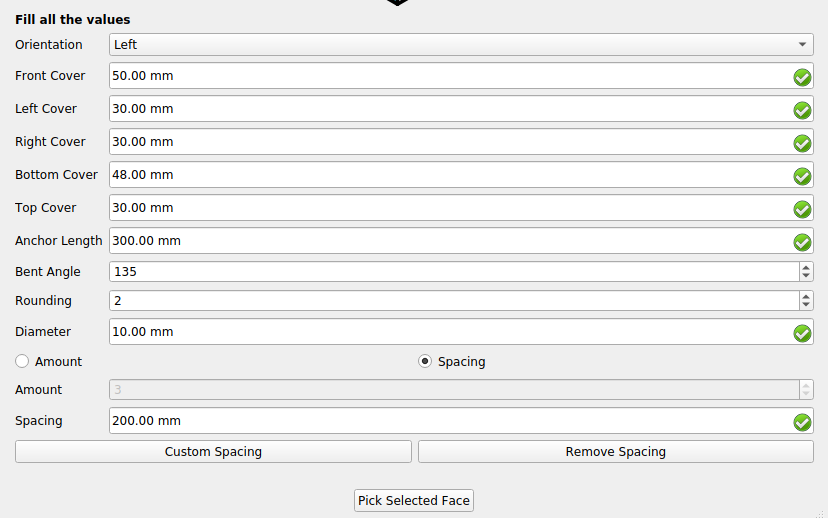 Fill all the values
Orientation Left
Front Cover 50.00 mm
Left Cover 30.00 mm
Right Cover 30.00 mm
Bottom Cover 48.00 mm
Top Cover 30.00 mm
Anchor Length 300.00 mm
Bent Angle 135
Rounding 2
Diameter 10.00 mm
Amount Spacing
Amount 3
Spacing 200.00 mm
Custom Spacing Remove Spacing
Pick Selected Face